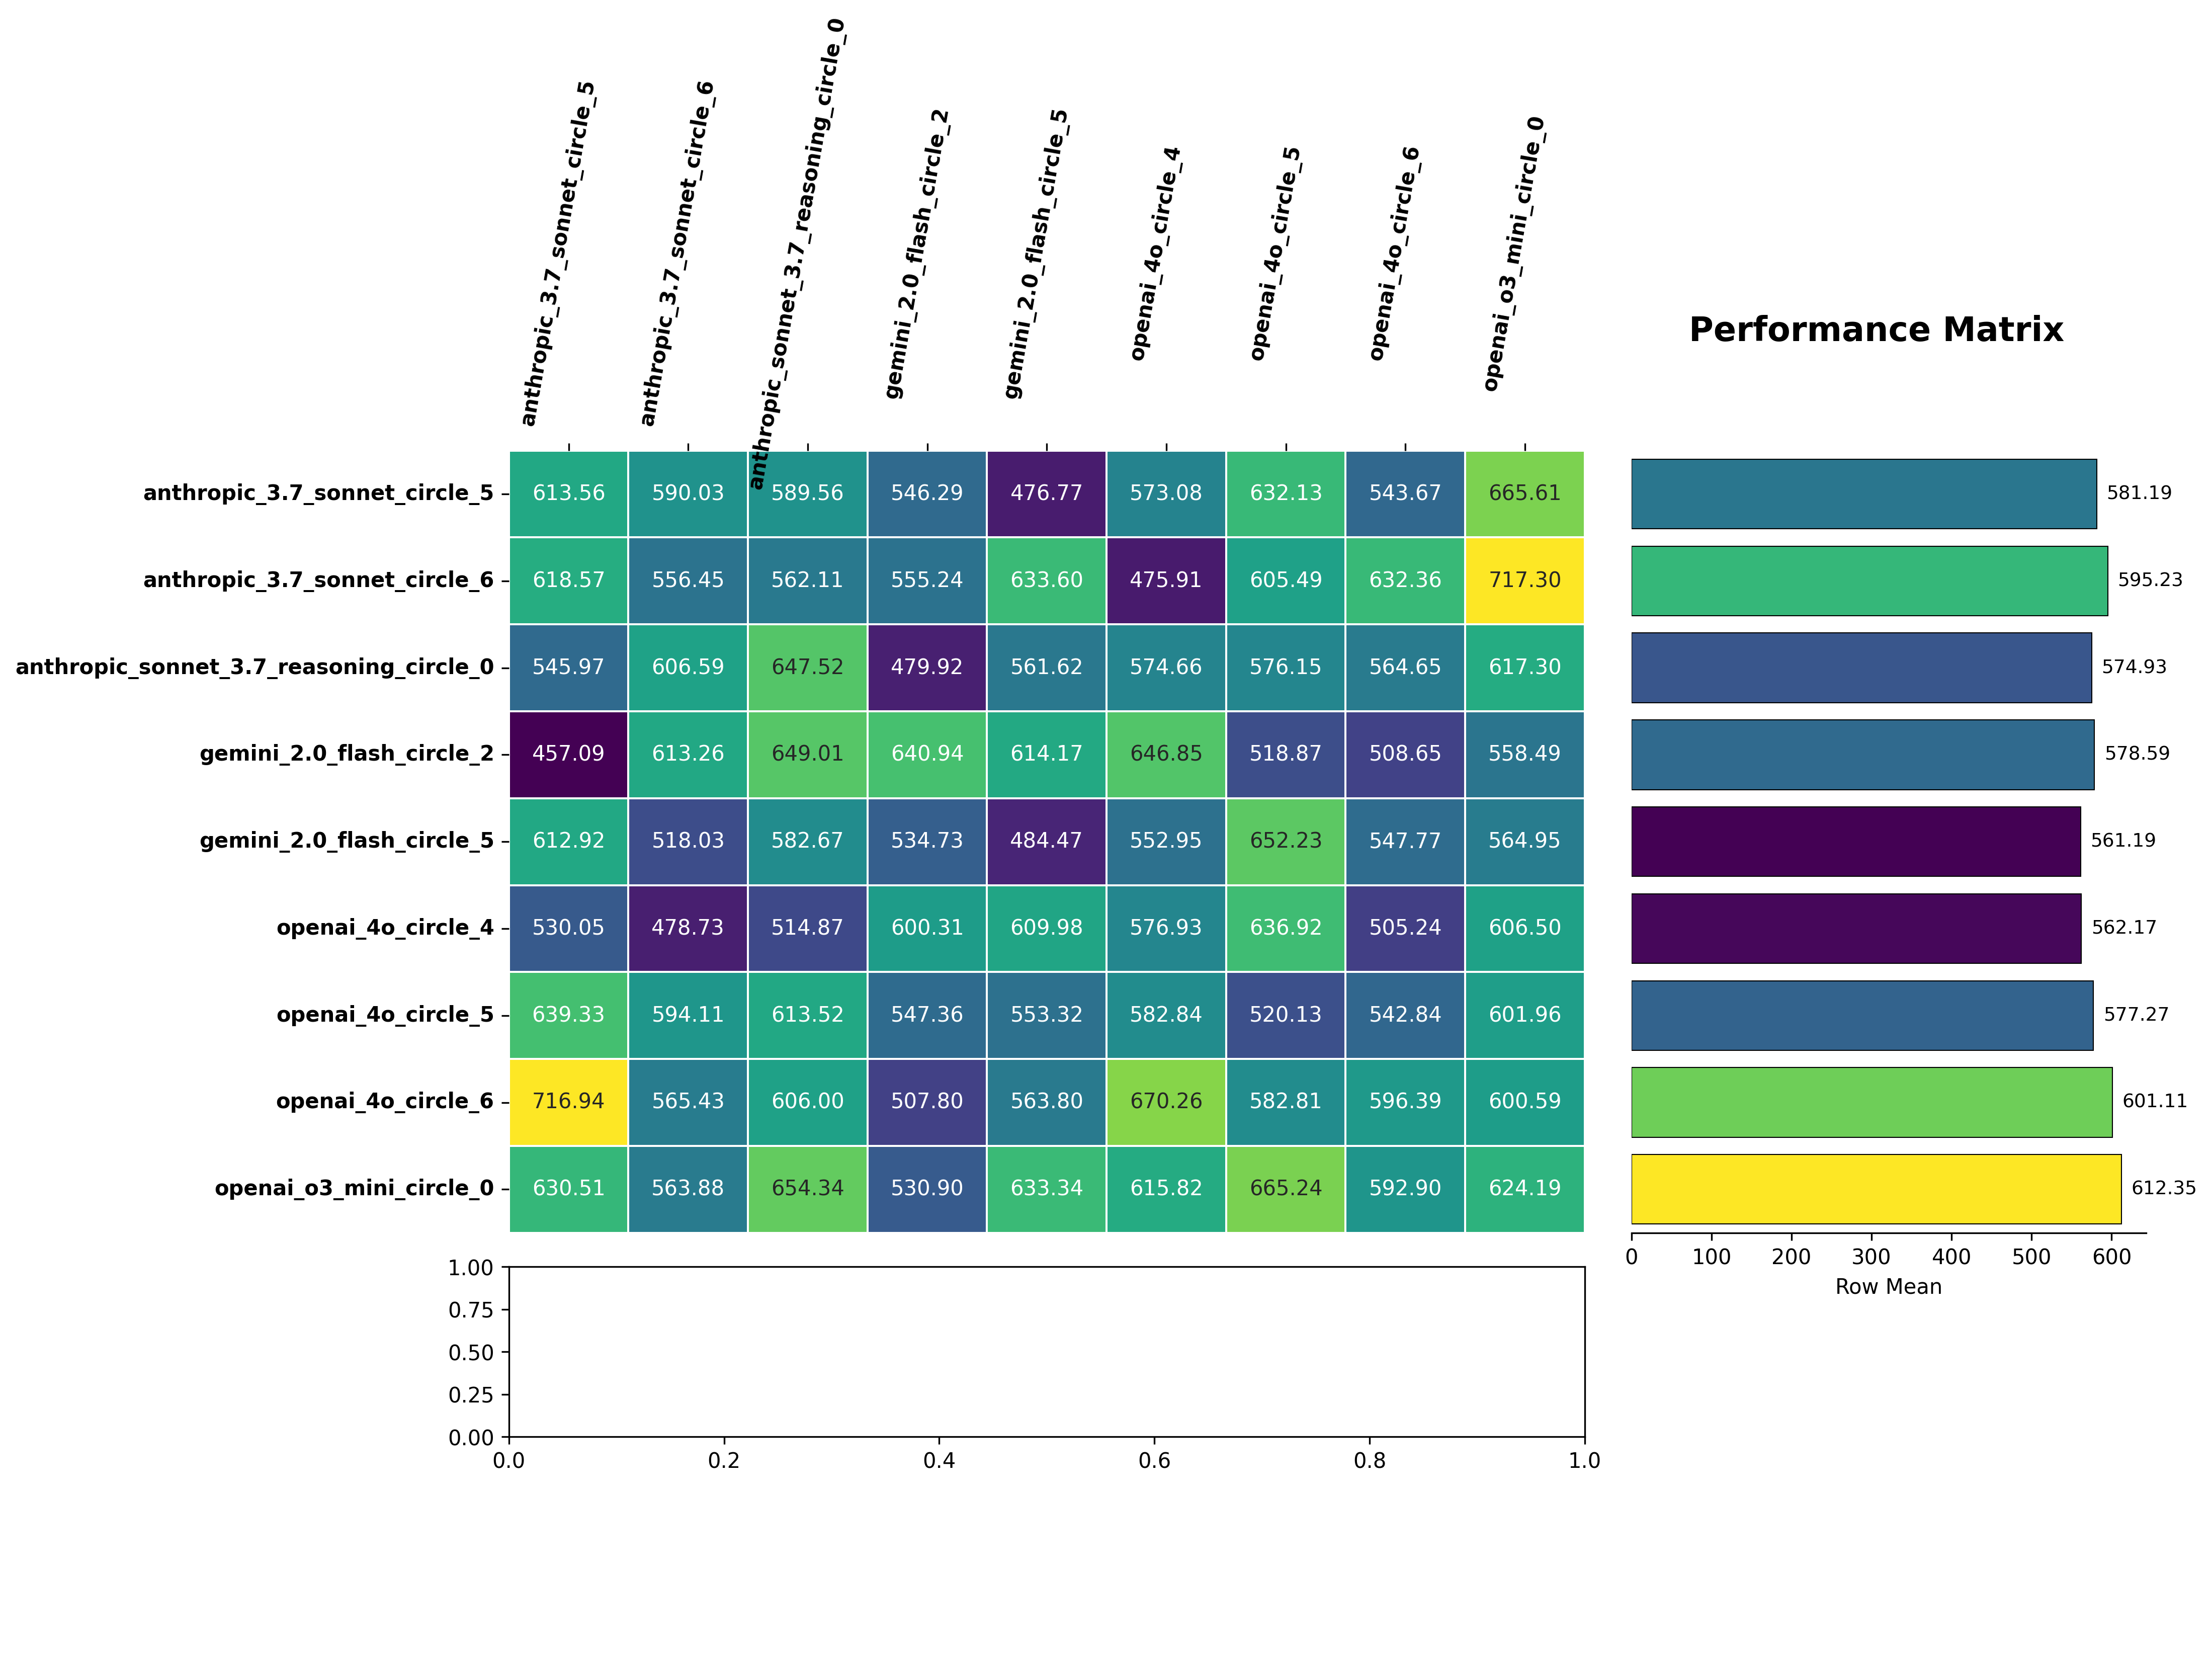 anthropic_3.7_sonnet_circle_5
anthropic_3.7_sonnet_circle_6
anthropic_sonnet_3.7_reasoning_circle_0
gemini_2.0_flash_circle_2
gemini_2.0_flash_circle_5
openai_4o_circle_4
openai_4o_circle_5
openai_4o_circle_6
openai_o3_mini_circle_0
Performance Matrix
anthropic_3.7_sonnet_circle_5 613.56 590.03 589.56 546.29 476.77 573.08 632.13 543.67 665.61 581.19
anthropic_3.7_sonnet_circle_6 618.57 556.45 562.11 555.24 633.60 475.91 605.49 632.36 717.30 595.23
anthropic_sonnet_3.7_reasoning_circle_0 545.97 606.59 647.52 479.92 561.62 574.66 576.15 564.65 617.30 574.93
gemini_2.0_flash_circle_2 457.09 613.26 649.01 640.94 614.17 646.85 518.87 508.65 558.49 578.59
gemini_2.0_flash_circle_5 612.92 518.03 582.67 534.73 484.47 552.95 652.23 547.77 564.95 561.19
openai_4o_circle_4 530.05 478.73 514.87 600.31 609.98 576.93 636.92 505.24 606.50 562.17
openai_4o_circle_5 639.33 594.11 613.52 547.36 553.32 582.84 520.13 542.84 601.96 577.27
openai_4o_circle_6 716.94 565.43 606.00 507.80 563.80 670.26 582.81 596.39 600.59 601.11
openai_o3_mini_circle_0 630.51 563.88 654.34 530.90 633.34 615.82 665.24 592.90 624.19 612.35
0 100 200 300 400 500 600
Row Mean
1.00
0.75
0.50
0.25
0.00
0.0 0.2 0.4 0.6 0.8 1.0